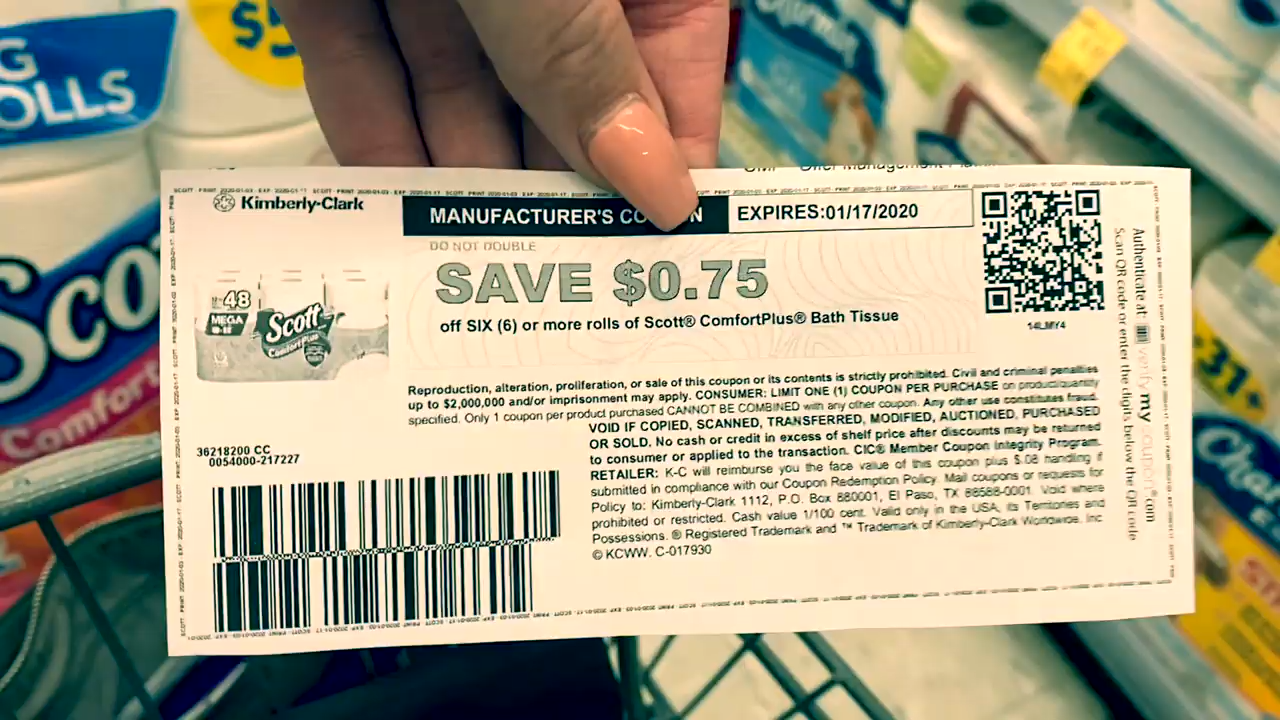 G
OLLS
$5
Scott
Comfort
Kimberly-Clark
MANUFACTURER'S
EXPIRES:01/17/2020
DO NOT DOUBLE
SAVE $0.75
off SIX (6) or more rolls of Scott® ComfortPlus® Bath Tissue
48
MEGA
Scott
ComfortPlus
14LMY4
Authenticate at: verifymycoupon.com
Scan QR code or enter the digits below the QR code
Reproduction, alteration, proliferation, or sale of this coupon or its contents is strictly prohibited. Civil and criminal penalties
up to $2,000,000 and/or imprisonment may apply. CONSUMER: LIMIT ONE (1) COUPON PER PURCHASE on product/quantity
specified. Only 1 coupon per product purchased CANNOT BE COMBINED with any other coupon. Any other use constitutes fraud.
VOID IF COPIED, SCANNED, TRANSFERRED, MODIFIED, AUCTIONED, PURCHASED
OR SOLD. No cash or credit in excess of shelf price after discounts may be returned
to consumer or applied to the transaction. CIC® Member Coupon Integrity Program.
RETAILER: K-C will reimburse you the face value of this coupon plus $.08 handling if
submitted in compliance with our Coupon Redemption Policy. Mail coupons or requests for
Policy to: Kimberly-Clark 1112, P.O. Box 880001, El Paso, TX 88588-0001. Void where
prohibited or restricted. Cash value 1/100 cent. Valid only in the USA, its Territories and
Possessions. ® Registered Trademark and ™ Trademark of Kimberly-Clark Worldwide, Inc
© KCWW. C-017930
36218200 CC
0054000-217227
Charmin